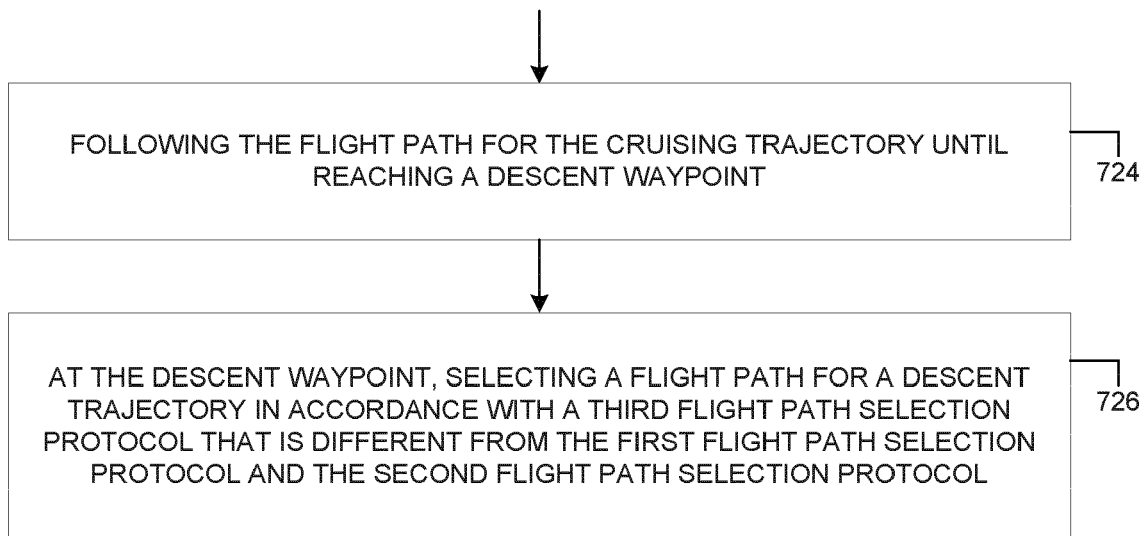 FOLLOWING THE FLIGHT PATH FOR THE CRUISING TRAJECTORY UNTIL
REACHING A DESCENT WAYPOINT
724
AT THE DESCENT WAYPOINT, SELECTING A FLIGHT PATH FOR A DESCENT
TRAJECTORY IN ACCORDANCE WITH A THIRD FLIGHT PATH SELECTION
PROTOCOL THAT IS DIFFERENT FROM THE FIRST FLIGHT PATH SELECTION
PROTOCOL AND THE SECOND FLIGHT PATH SELECTION PROTOCOL
726